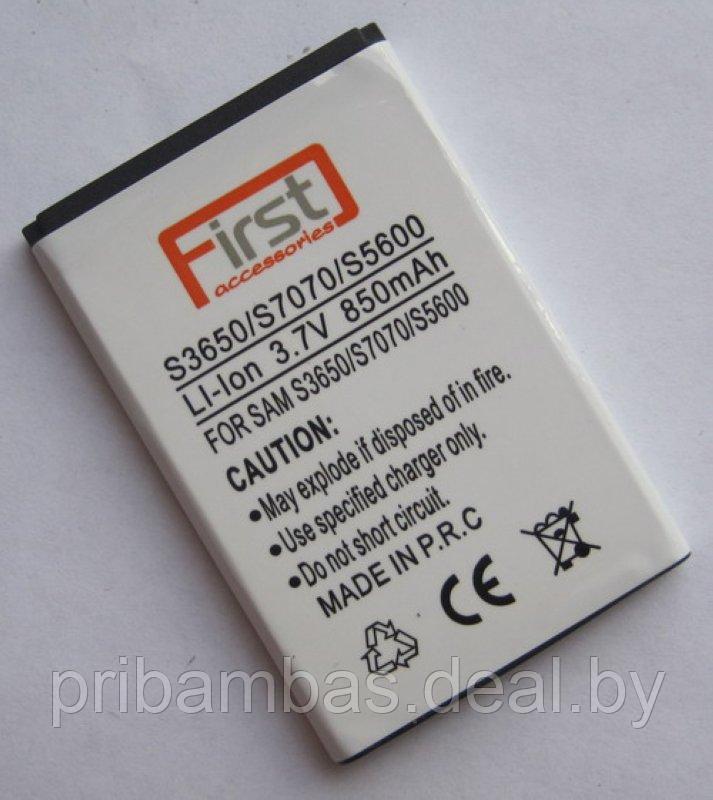 First
accessories
S3650/S7070/S5600
LI-Ion 3.7V 850mAh
FOR SAM S3650/S7070/S5600
CAUTION:
●May explode if disposed of in fire.
●Use specified charger only.
●Do not short circuit.
MADE IN P.R.C
CE
pribambas.deal.by